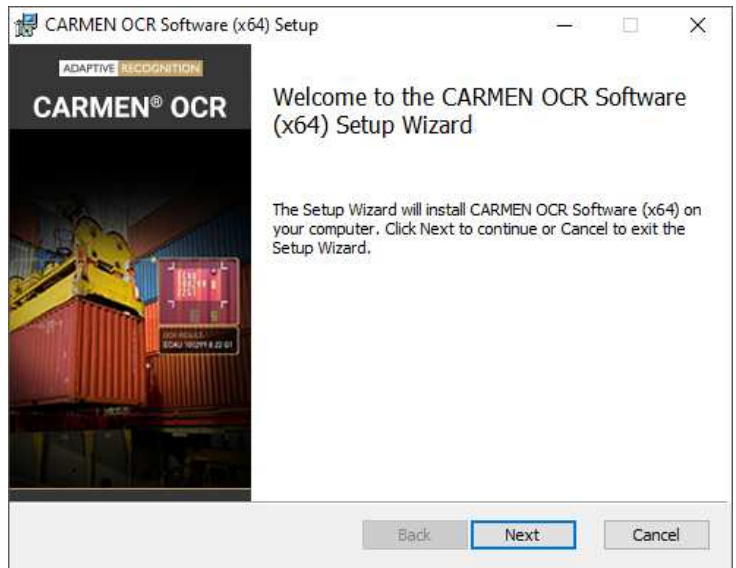 CARMEN OCR Software (x64) Setup
ADAPTIVE RECOGNITION
CARMEN® OCR
Welcome to the CARMEN OCR Software
(x64) Setup Wizard
The Setup Wizard will install CARMEN OCR Software (x64) on
your computer. Click Next to continue or Cancel to exit the
Setup Wizard.
OCR RESULT:
Back
Next
Cancel